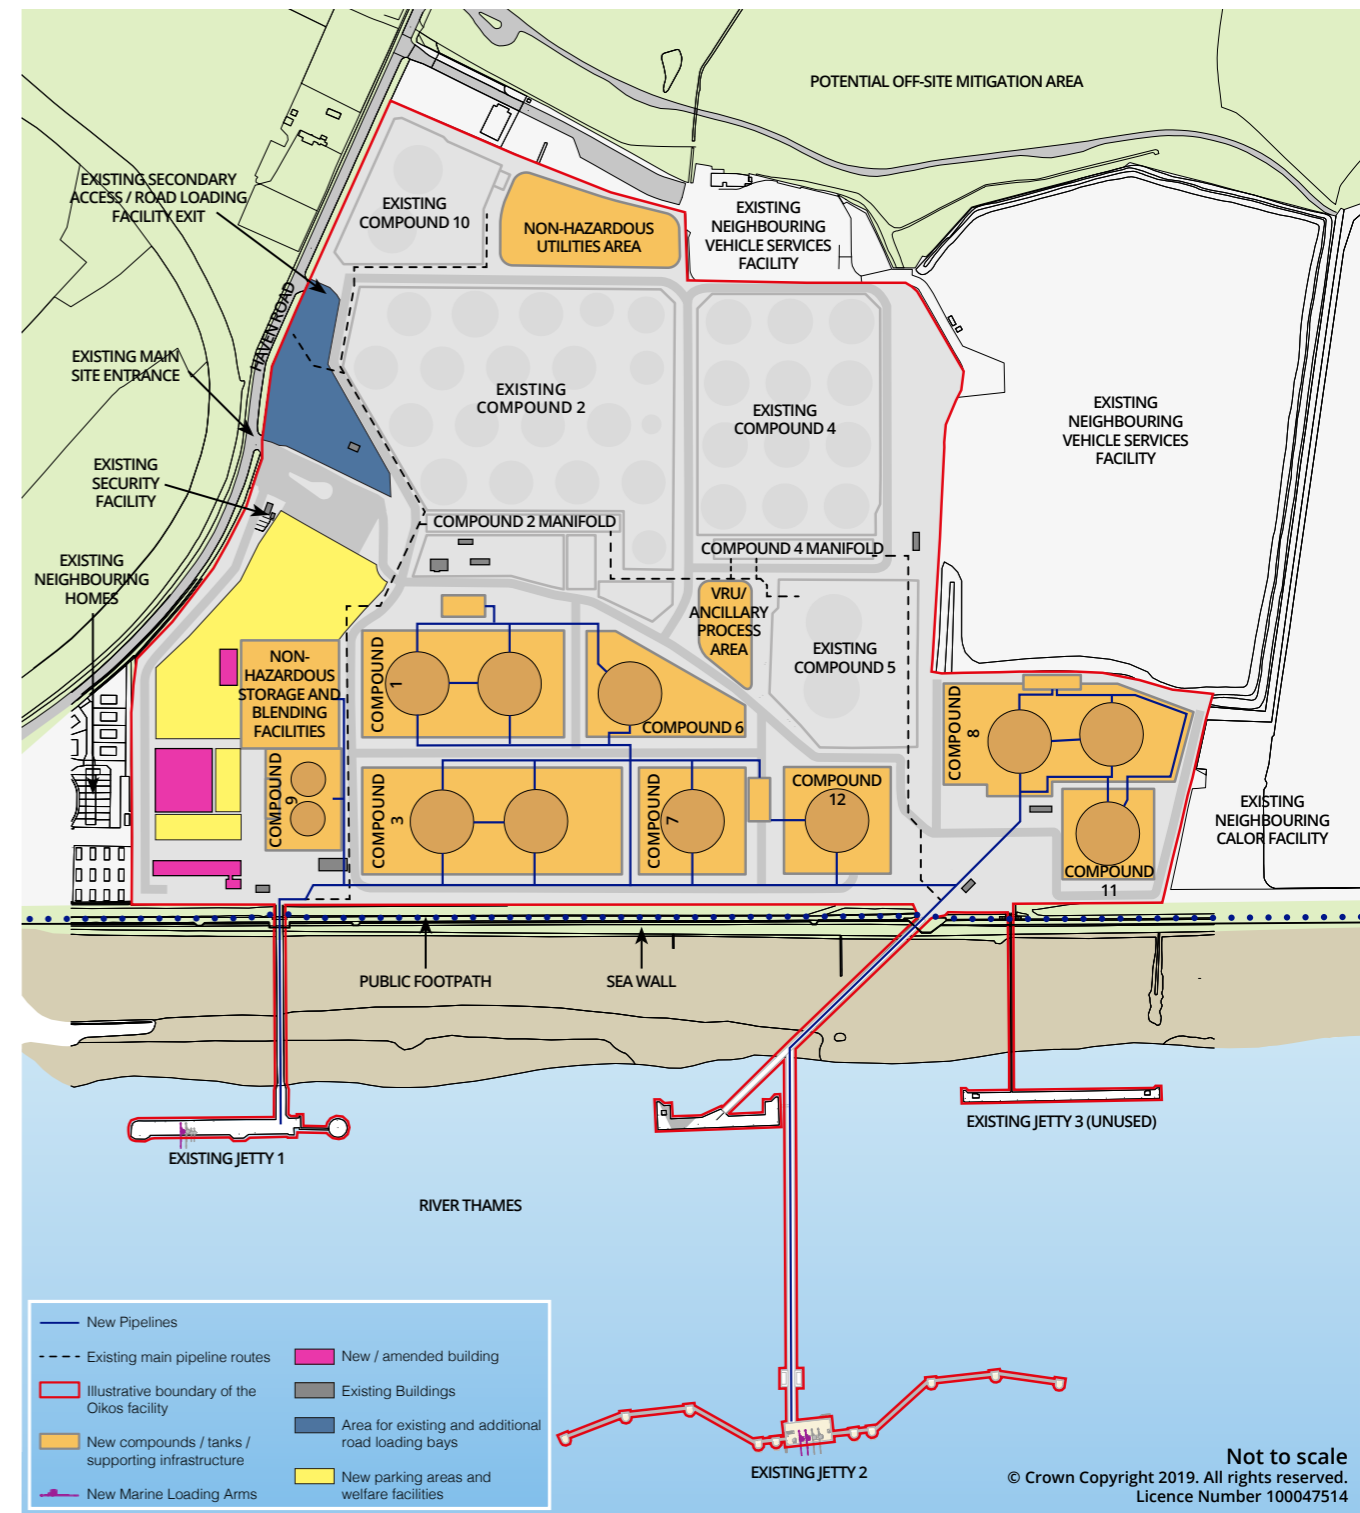 POTENTIAL OFF-SITE MITIGATION AREA
EXISTING SECONDARY
ACCESS / ROAD LOADING
FACILITY EXIT
EXISTING
COMPOUND 10
NON-HAZARDOUS
UTILITIES AREA
EXISTING
NEIGHBOURING
VEHICLE SERVICES
FACILITY
HAVEN ROAD
EXISTING MAIN
SITE ENTRANCE
EXISTING
COMPOUND 2
EXISTING
COMPOUND 4
EXISTING
NEIGHBOURING
VEHICLE SERVICES
FACILITY
EXISTING
SECURITY
FACILITY
COMPOUND 2 MANIFOLD
COMPOUND 4 MANIFOLD
EXISTING
NEIGHBOURING
HOMES
VRU/
ANCILLARY
PROCESS
AREA
EXISTING
COMPOUND 5
NON-
HAZARDOUS
STORAGE AND
BLENDING
FACILITIES
COMPOUND
1
COMPOUND 6
COMPOUND
8
COMPOUND
9
COMPOUND
3
COMPOUND
7
COMPOUND
12
COMPOUND
11
EXISTING
NEIGHBOURING
CALOR FACILITY
PUBLIC FOOTPATH
SEA WALL
EXISTING JETTY 1
EXISTING JETTY 3 (UNUSED)
RIVER THAMES
EXISTING JETTY 2
New Pipelines
Existing main pipeline routes
Illustrative boundary of the
Oikos facility
New compounds / tanks /
supporting infrastructure
New Marine Loading Arms
New / amended building
Existing Buildings
Area for existing and additional
road loading bays
New parking areas and
welfare facilities
Not to scale
© Crown Copyright 2019. All rights reserved.
Licence Number 100047514